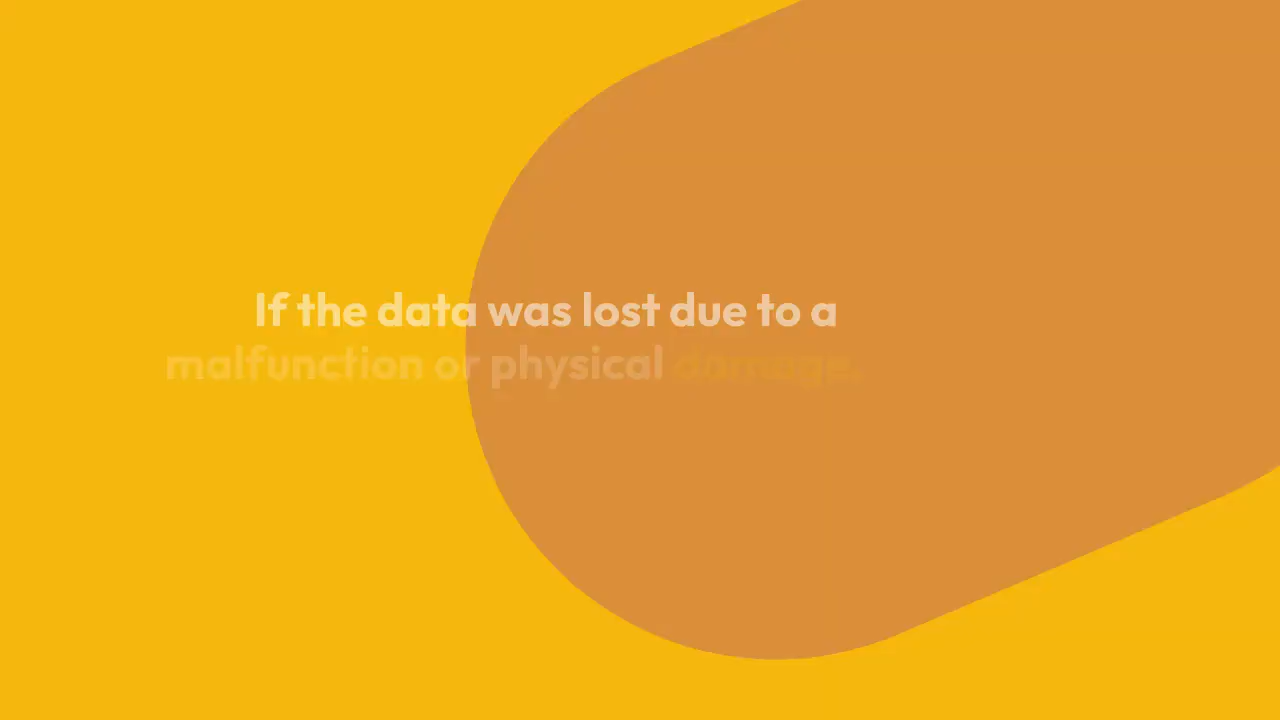 If the data was lost due to a
malfunction or physical damage.